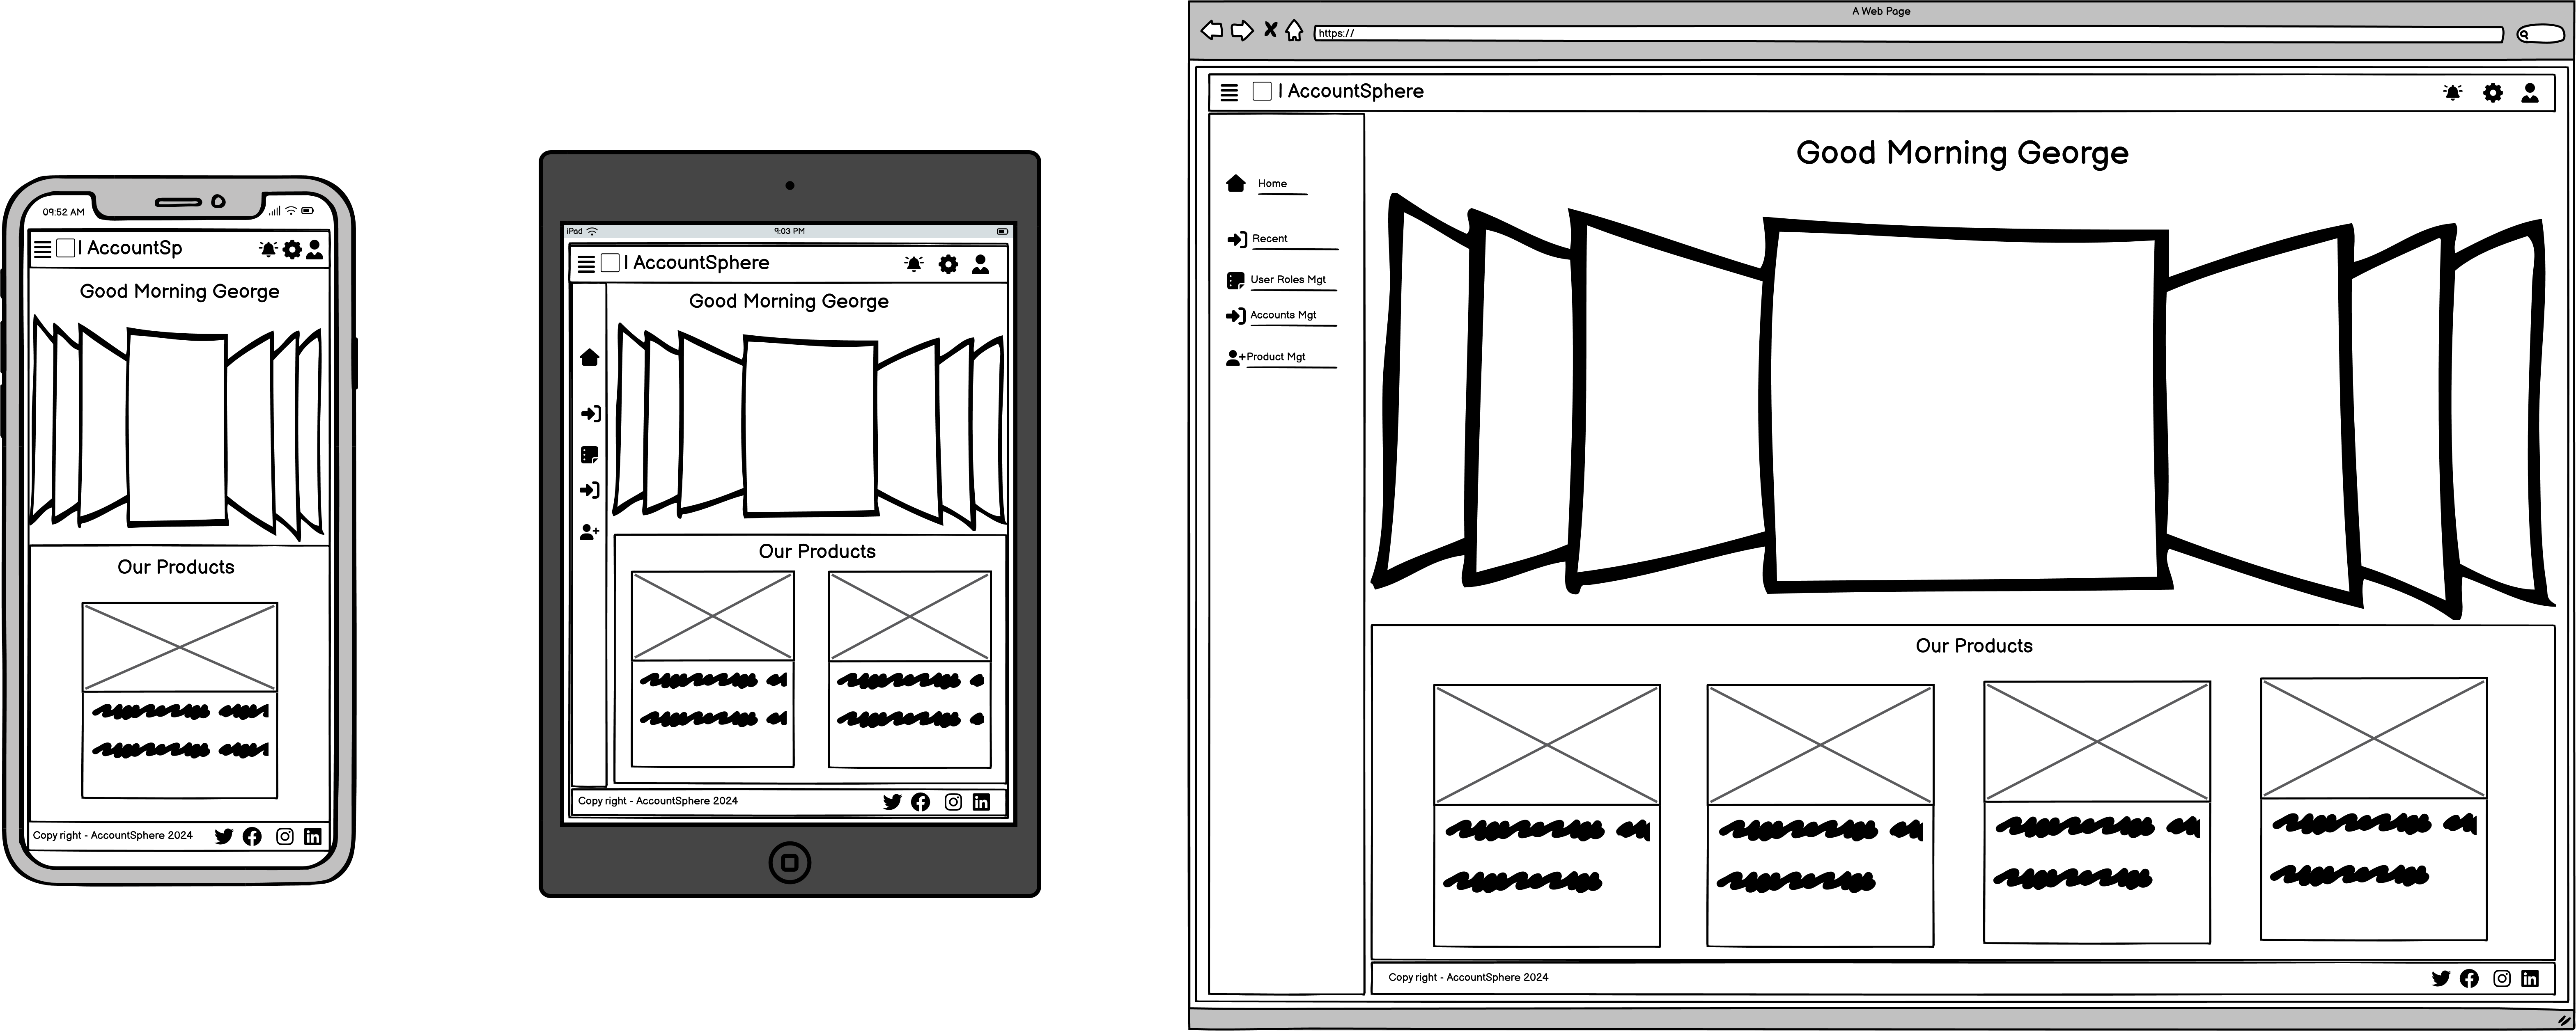 09:52 AM
| AccountSp
Good Morning George
Our Products
Copy right - AccountSphere 2024
iPad
9:03 PM
| AccountSphere
Good Morning George
Our Products
Copy right - AccountSphere 2024
A Web Page
https://
| AccountSphere
Good Morning George
Home
Recent
User Roles Mgt
Accounts Mgt
Product Mgt
Our Products
Copy right - AccountSphere 2024